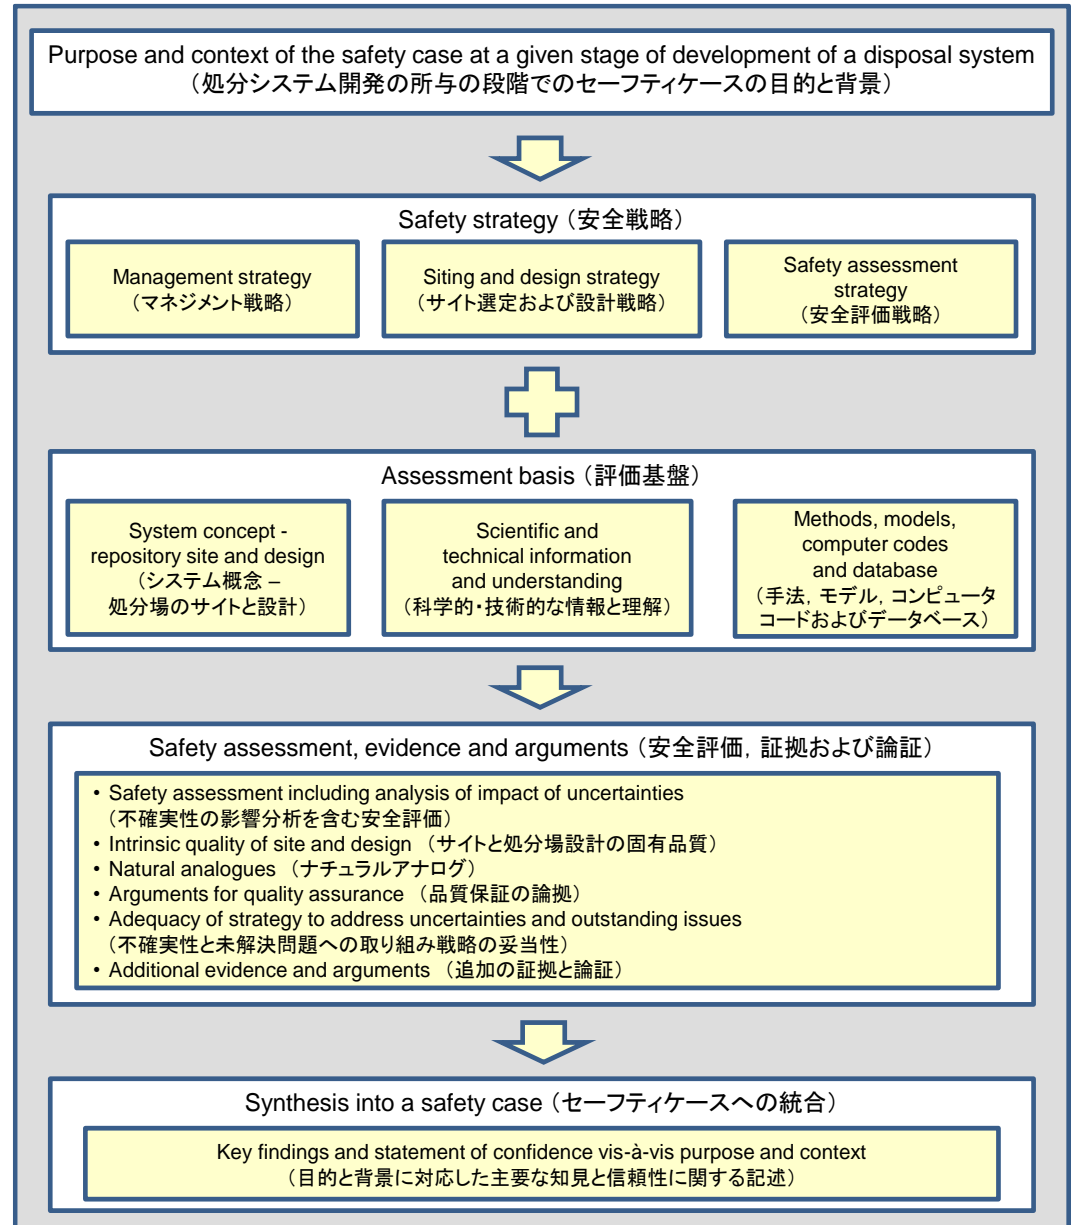 Purpose and context of the safety case at a given stage of development of a disposal system
（処分システム開発の所与の段階でのセーフティケースの目的と背景）
Safety strategy（安全戦略）
Management strategy
（マネジメント戦略）
Siting and design strategy
（サイト選定および設計戦略）
Safety assessment
strategy
（安全評価戦略）
Assessment basis（評価基盤）
System concept -
repository site and design
（システム概念 –
処分場のサイトと設計）
Scientific and
technical information
and understanding
（科学的・技術的な情報と理解）
Methods, models,
computer codes
and database
（手法，モデル，コンピュータ
コードおよびデータベース）
Safety assessment, evidence and arguments（安全評価，証拠および論証）
• Safety assessment including analysis of impact of uncertainties
（不確実性の影響分析を含む安全評価）
• Intrinsic quality of site and design （サイトと処分場設計の固有品質）
• Natural analogues （ナチュラルアナログ）
• Arguments for quality assurance （品質保証の論拠）
• Adequacy of strategy to address uncertainties and outstanding issues
（不確実性と未解決問題への取り組み戦略の妥当性）
• Additional evidence and arguments （追加の証拠と論証）
Synthesis into a safety case（セーフティケースへの統合）
Key findings and statement of confidence vis-à-vis purpose and context
（目的と背景に対応した主要な知見と信頼性に関する記述）